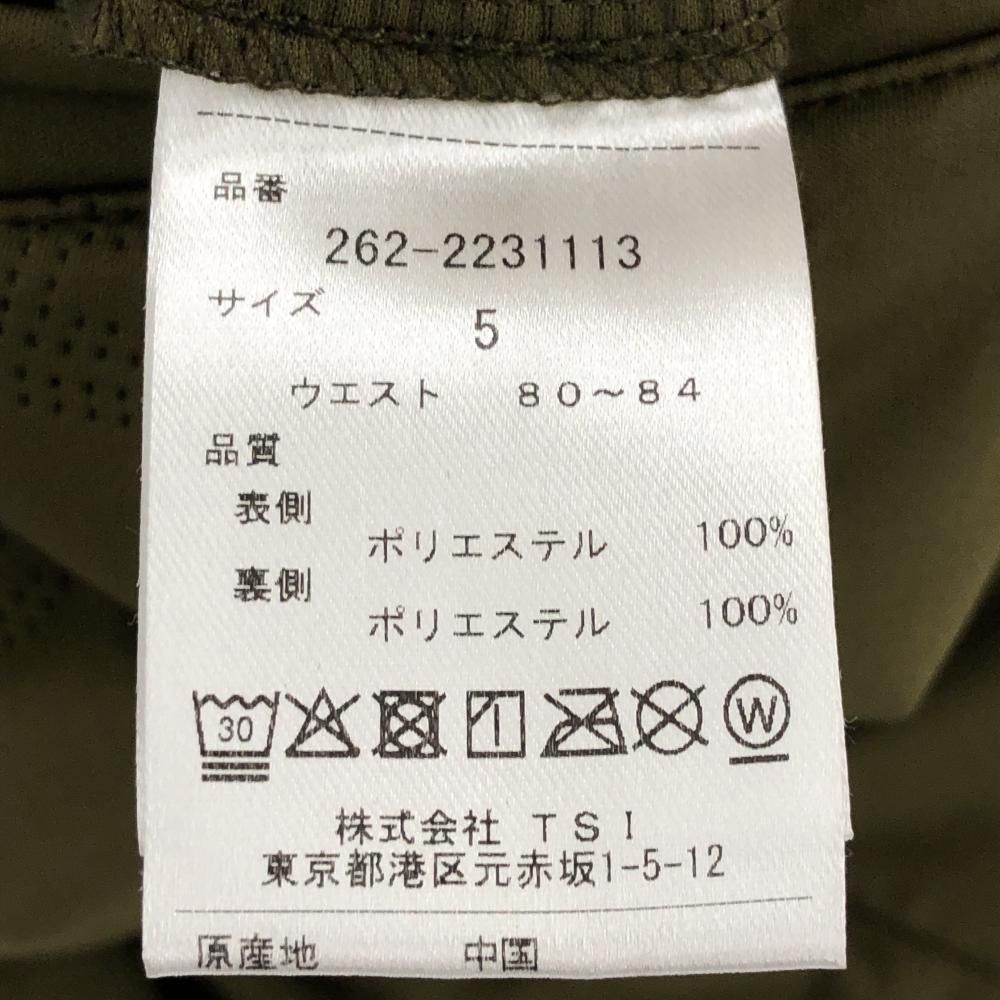 品番
262-2231113
サイズ
5
ウエスト 80～84
品質
表側
ポリエステル 100%
裏側
ポリエステル 100%
30 W
株式会社 TSI
東京都港区元赤坂1-5-12
原産地 中国